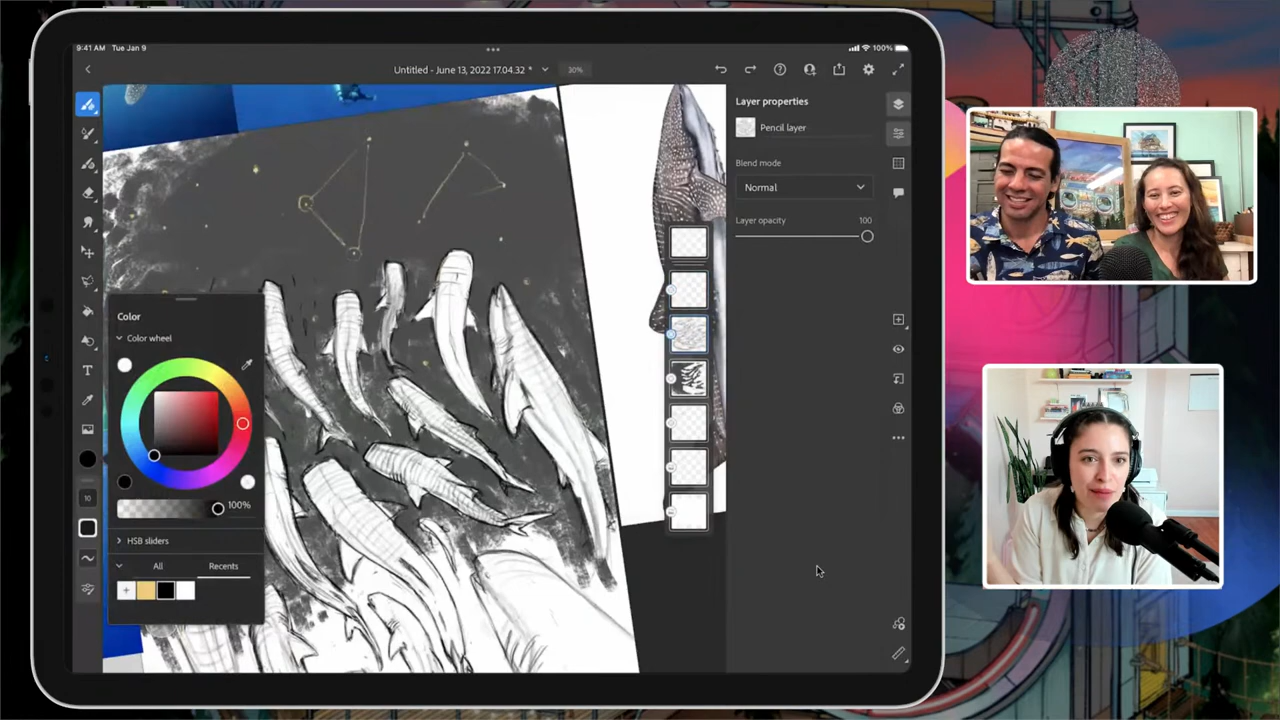 9:41 AM Tue Jan 9
100%
Untitled - June 13, 2022 17.04.32 *
30%
Layer properties
Pencil layer
Blend mode
Normal
Layer opacity 100
T
10
Color
Color wheel
100%
HSB sliders
All Recents